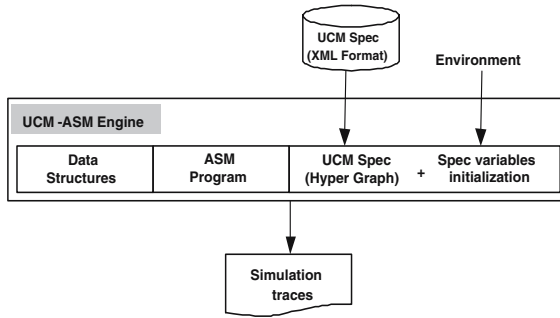 UCM Spec
(XML Format)
Environment
UCM -ASM Engine
Data
Structures
ASM
Program
UCM Spec
(Hyper Graph)
+
Spec variables
initialization
Simulation
traces